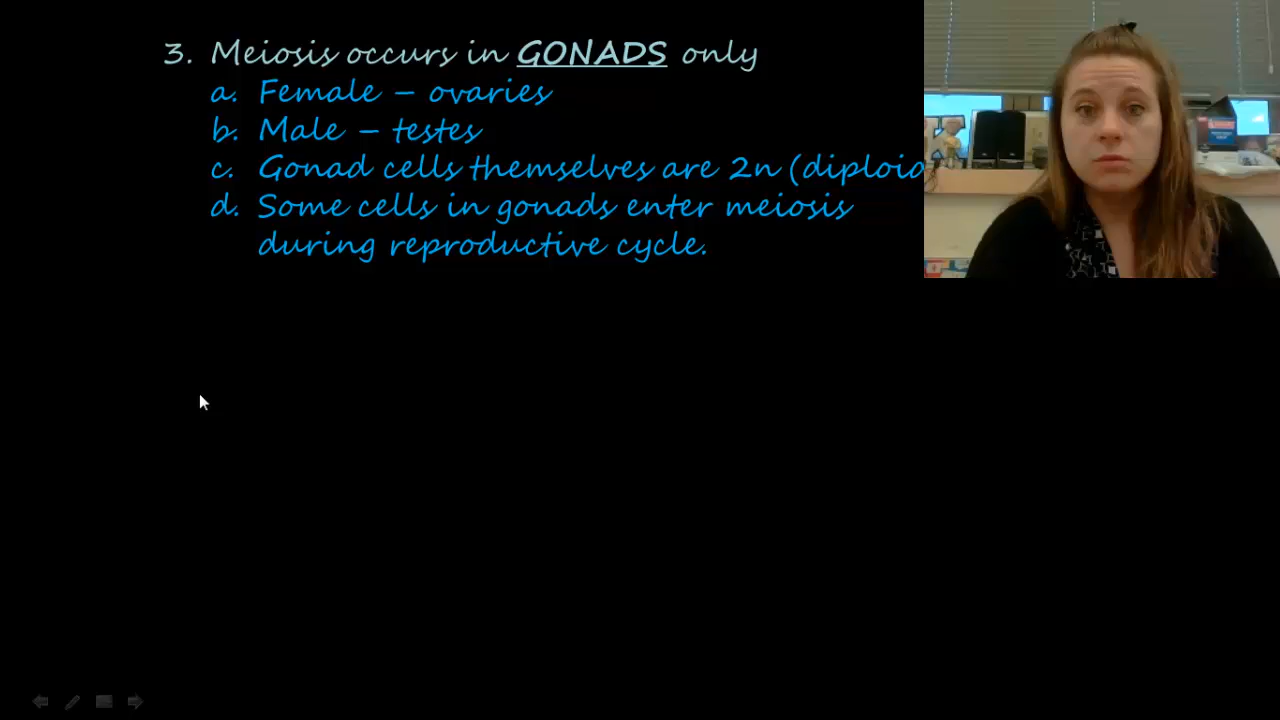 3. Meiosis occurs in GONADS only
a. Female – ovaries
b. Male – testes
c. Gonad cells themselves are 2n (diploid
d. Some cells in gonads enter meiosis
during reproductive cycle.